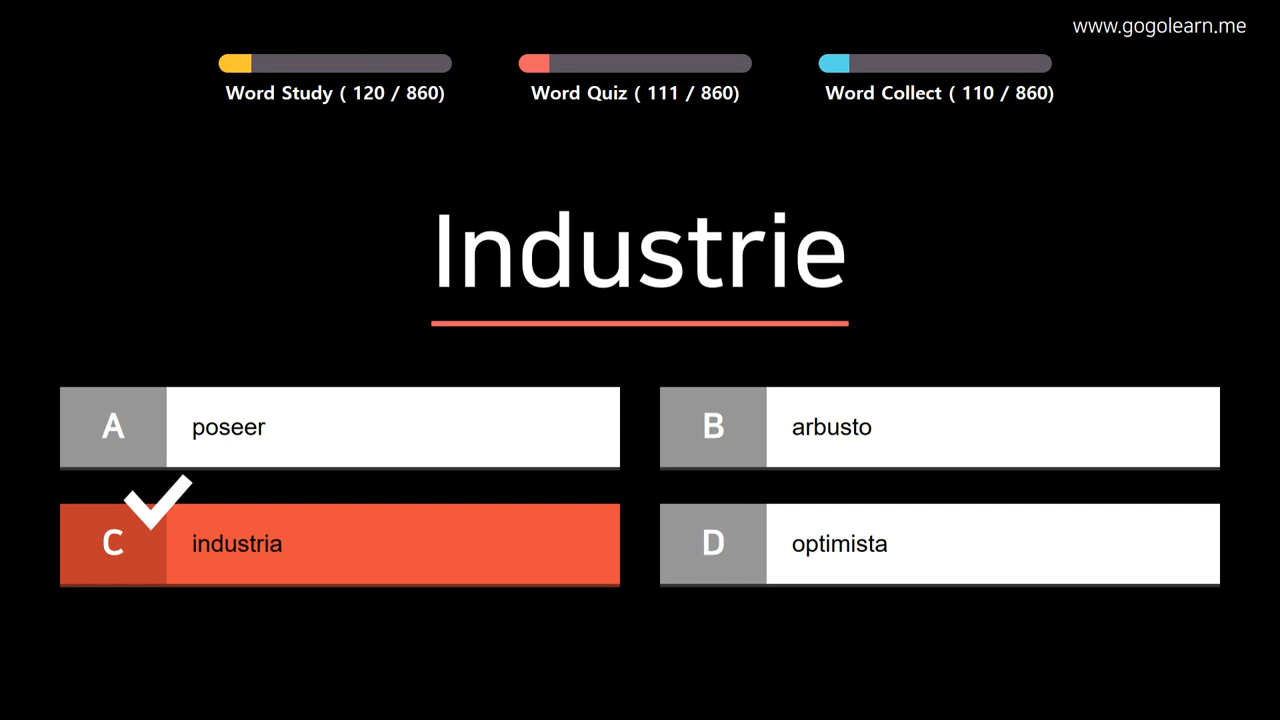 www.gogolearn.me
Word Study ( 120 / 860)
Word Quiz ( 111 / 860)
Word Collect ( 110 / 860)
Industrie
A poseer
B arbusto
C industria
D optimista